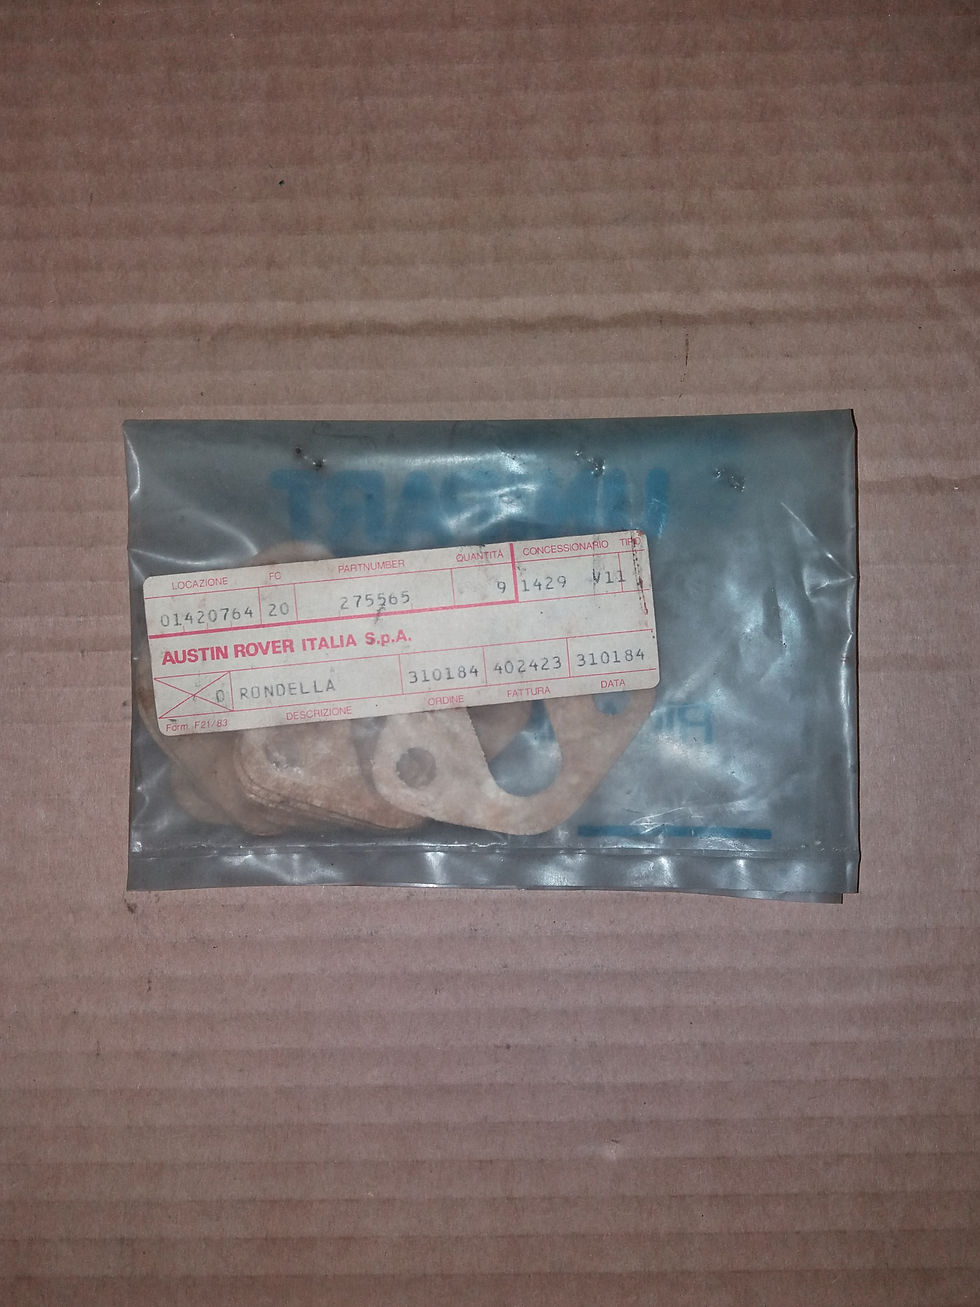 UNIPART
LOCAZIONE FC PARTNUMBER QUANTITÀ CONCESSIONARIO TIPO
01420764 20 275565 9 1429 V11
AUSTIN ROVER ITALIA S.p.A.
0 RONDELLA 310184 402423 310184
Form F21/83 DESCRIZIONE ORDINE FATTURA DATA